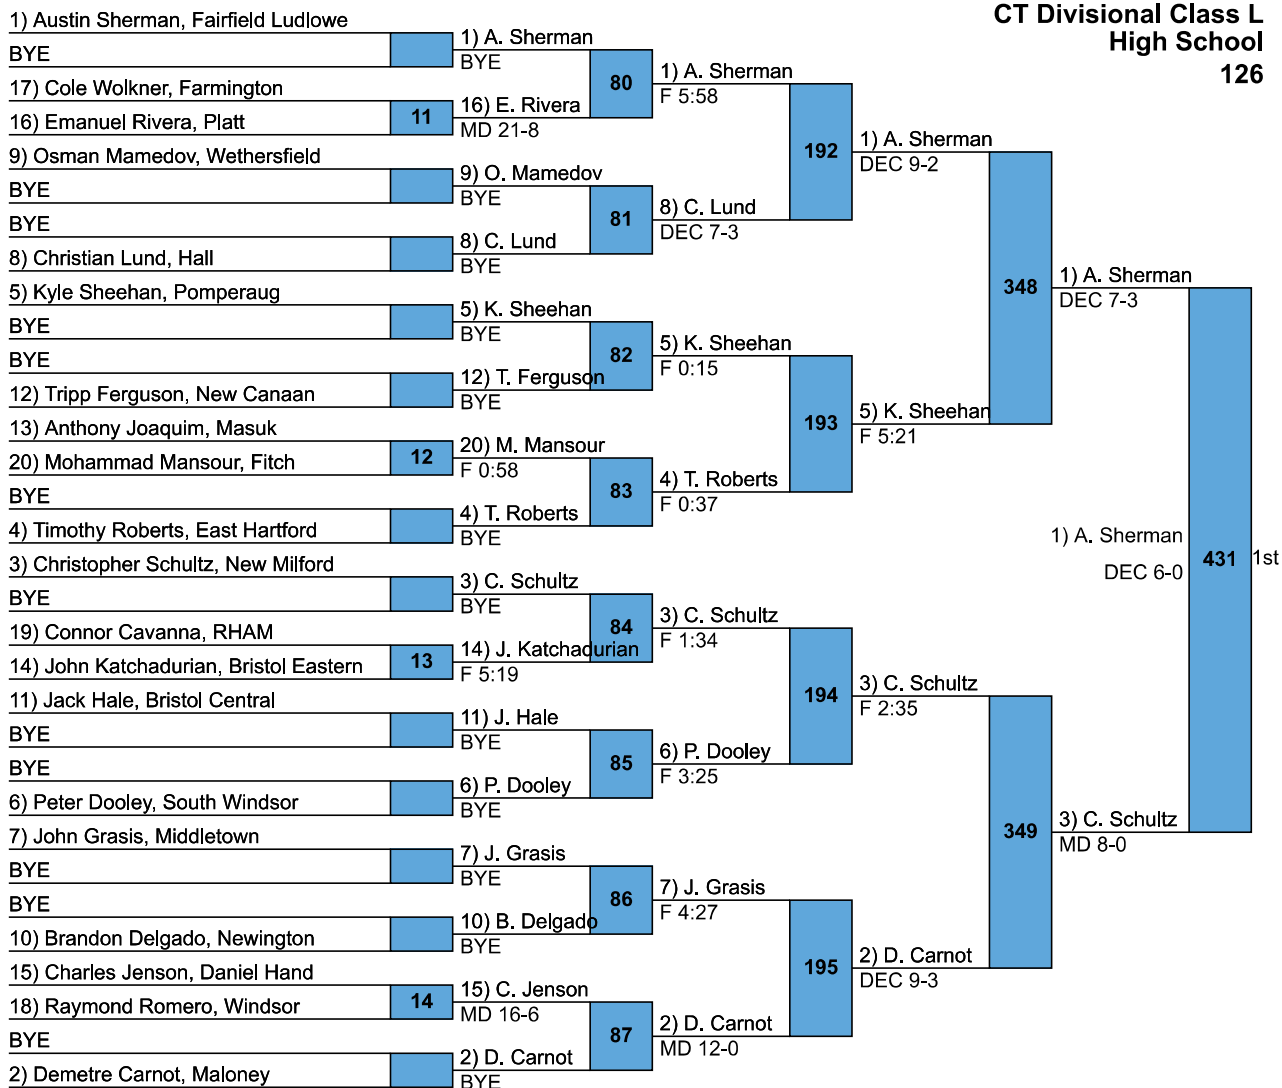 CT Divisional Class L
High School
126
1) Austin Sherman, Fairfield Ludlowe
BYE
17) Cole Wolkner, Farmington
16) Emanuel Rivera, Platt
9) Osman Mamedov, Wethersfield
BYE
BYE
8) Christian Lund, Hall
5) Kyle Sheehan, Pomperaug
BYE
BYE
12) Tripp Ferguson, New Canaan
13) Anthony Joaquim, Masuk
20) Mohammad Mansour, Fitch
BYE
4) Timothy Roberts, East Hartford
3) Christopher Schultz, New Milford
BYE
19) Connor Cavanna, RHAM
14) John Katchadurian, Bristol Eastern
11) Jack Hale, Bristol Central
BYE
BYE
6) Peter Dooley, South Windsor
7) John Grasis, Middletown
BYE
BYE
10) Brandon Delgado, Newington
15) Charles Jenson, Daniel Hand
18) Raymond Romero, Windsor
BYE
2) Demetre Carnot, Maloney
11
12
13
14
1) A. Sherman
BYE
16) E. Rivera
MD 21-8
9) O. Mamedov
BYE
8) C. Lund
BYE
5) K. Sheehan
BYE
12) T. Ferguson
BYE
20) M. Mansour
F 0:58
4) T. Roberts
BYE
3) C. Schultz
BYE
14) J. Katchadurian
F 5:19
11) J. Hale
BYE
6) P. Dooley
BYE
7) J. Grasis
BYE
10) B. Delgado
BYE
15) C. Jenson
MD 16-6
2) D. Carnot
BYE
80
81
82
83
84
85
86
87
1) A. Sherman
F 5:58
8) C. Lund
DEC 7-3
5) K. Sheehan
F 0:15
4) T. Roberts
F 0:37
3) C. Schultz
F 1:34
6) P. Dooley
F 3:25
7) J. Grasis
F 4:27
2) D. Carnot
MD 12-0
192
193
194
195
1) A. Sherman
DEC 9-2
5) K. Sheehan
F 5:21
3) C. Schultz
F 2:35
2) D. Carnot
DEC 9-3
348
349
1) A. Sherman
DEC 7-3
3) C. Schultz
MD 8-0
1) A. Sherman
DEC 6-0
431
1st